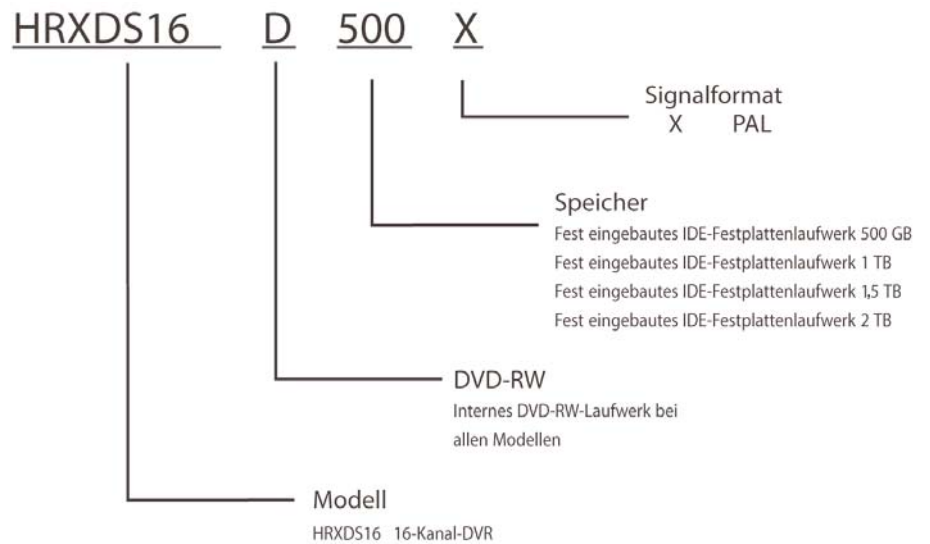 HRXDS16 D 500 X
Signalformat
X PAL
Speicher
Fest eingebautes IDE-Festplattenlaufwerk 500 GB
Fest eingebautes IDE-Festplattenlaufwerk 1 TB
Fest eingebautes IDE-Festplattenlaufwerk 1,5 TB
Fest eingebautes IDE-Festplattenlaufwerk 2 TB
DVD-RW
Internes DVD-RW-Laufwerk bei
allen Modellen
Modell
HRXDS16 16-Kanal-DVR